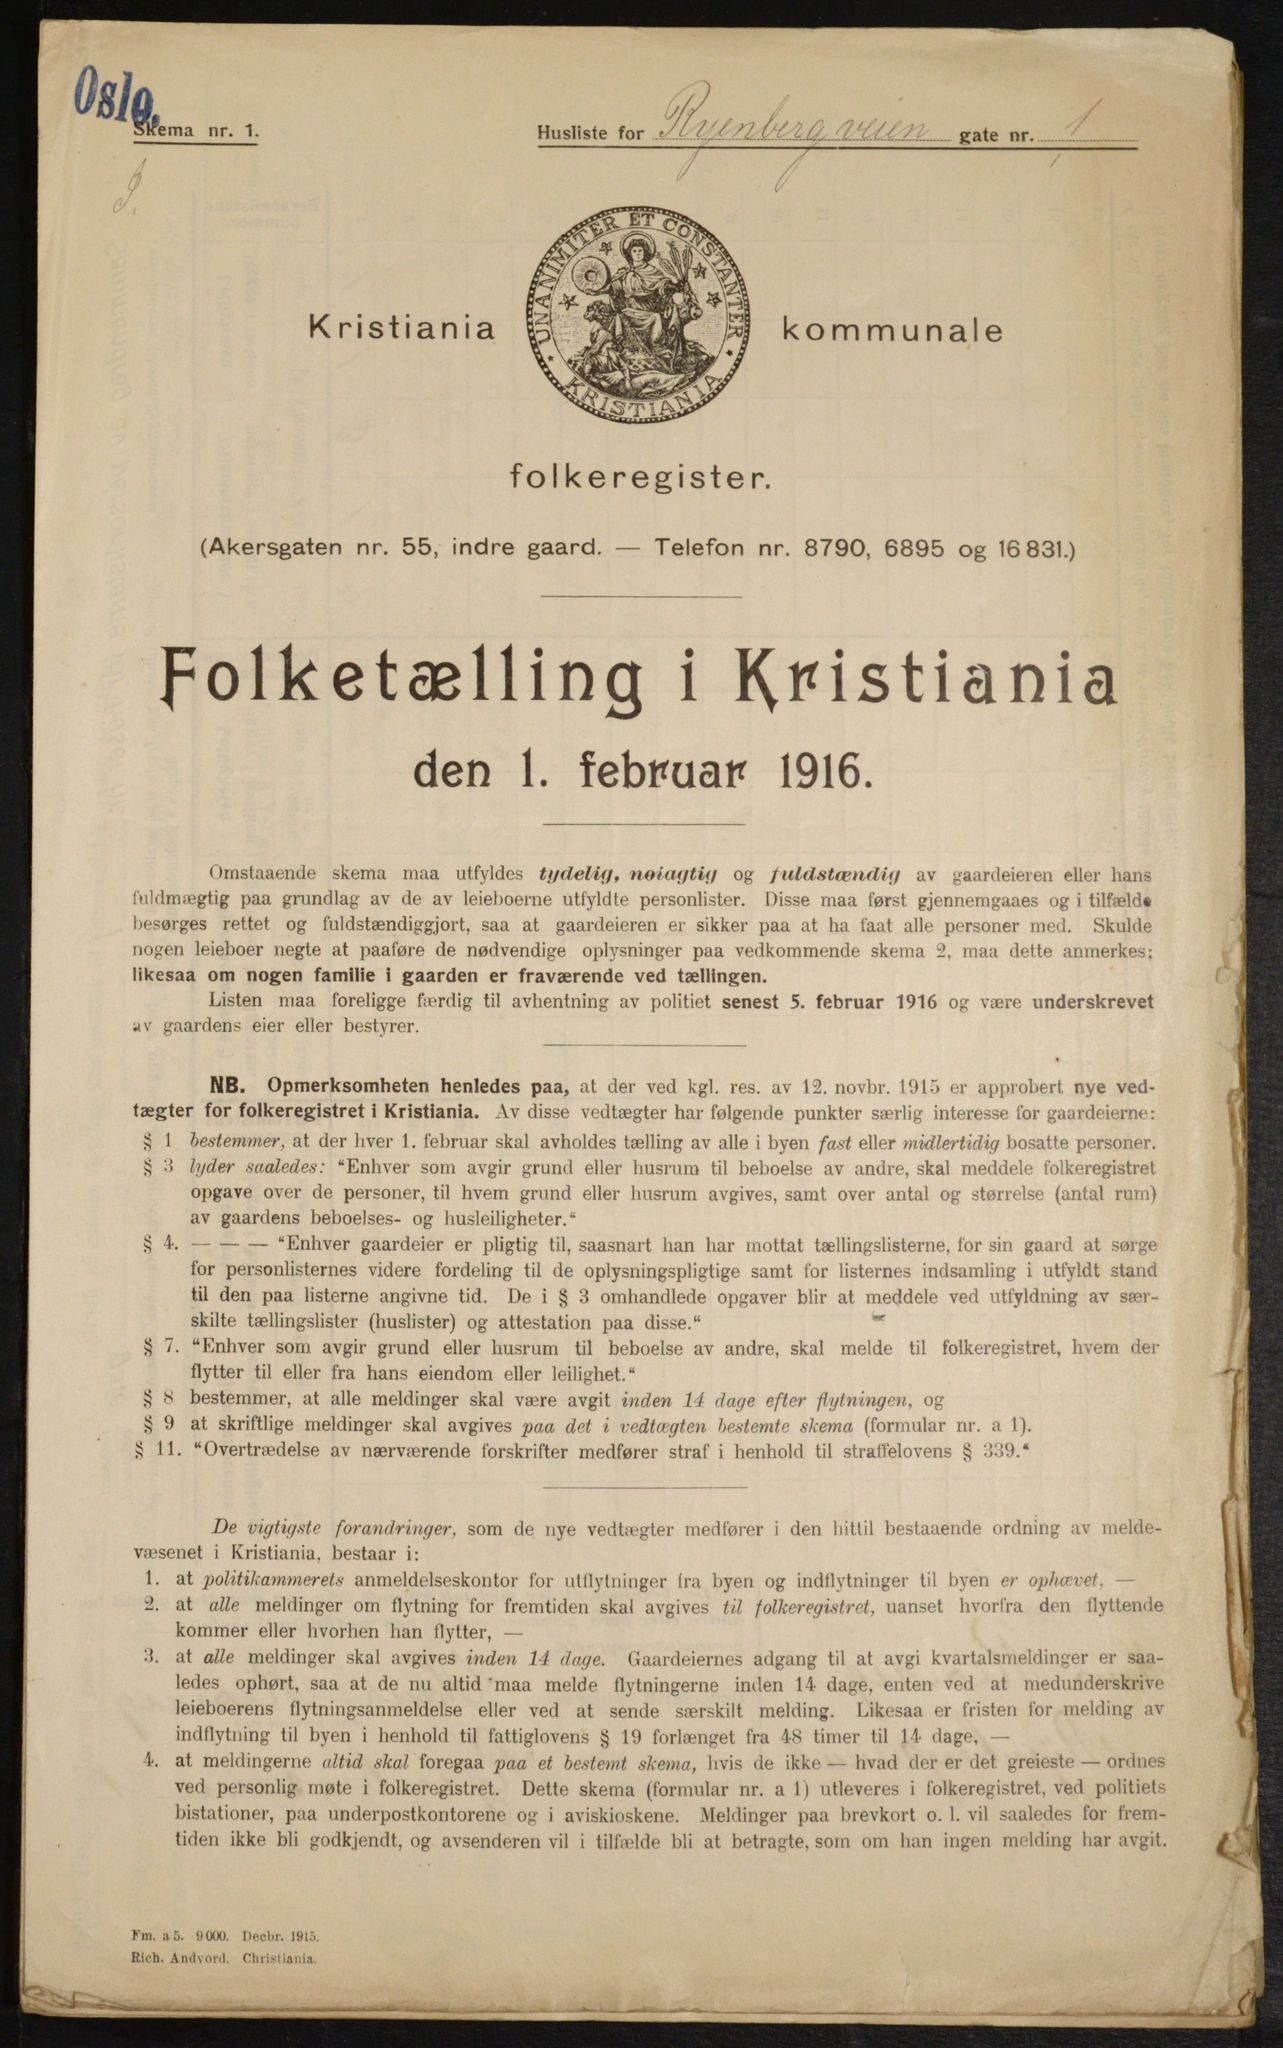 Oslo.
Skema nr. 1.
Husliste for Ryenbergveien gate nr. 1
UNANIMITER ET CONSTANTER
KRISTIANIA
Kristiania kommunale
folkeregister.
(Akersgaten nr. 55, indre gaard. — Telefon nr. 8790, 6895 og 16 831.)
Folketælling i Kristiania
den 1. februar 1916.
Omstaaende skema maa utfyldes tydelig, nøiagtig og fuldstændig av gaardeieren eller hans
fuldmægtig paa grundlag av de av leieboerne utfyldte personlister. Disse maa først gjennemgaaes og i tilfælde
besørges rettet og fuldstændiggjort, saa at gaardeieren er sikker paa at ha faat alle personer med. Skulde
nogen leieboer negte at paaføre de nødvendige oplysninger paa vedkommende skema 2, maa dette anmerkes;
likesaa om nogen familie i gaarden er fraværende ved tællingen.
Listen maa foreligge færdig til avhentning av politiet senest 5. februar 1916 og være underskrevet
av gaardens eier eller bestyrer.
NB. Opmerksomheten henledes paa, at der ved kgl. res. av 12. novbr. 1915 er approbert nye ved-
tægter for folkeregistret i Kristiania. Av disse vedtægter har følgende punkter særlig interesse for gaardeierne:
§ 1 bestemmer, at der hver 1. februar skal avholdes tælling av alle i byen fast eller midlertidig bosatte personer.
§ 3 lyder saaledes: “Enhver som avgir grund eller husrum til beboelse av andre, skal meddele folkeregistret
opgave over de personer, til hvem grund eller husrum avgives, samt over antal og størrelse (antal rum)
av gaardens beboelses- og husleiligheter.“
§ 4. — — — “Enhver gaardeier er pligtig til, saasnart han har mottat tællingslisterne, for sin gaard at sørge
for personlisternes videre fordeling til de oplysningspligtige samt for listernes indsamling i utfyldt stand
til den paa listerne angivne tid. De i § 3 omhandlede opgaver blir at meddele ved utfyldning av sær-
skilte tællingslister (huslister) og attestation paa disse.“
§ 7. “Enhver som avgir grund eller husrum til beboelse av andre, skal melde til folkeregistret, hvem der
flytter til eller fra hans eiendom eller leilighet.“
§ 8 bestemmer, at alle meldinger skal være avgit inden 14 dage efter flytningen, og
§ 9 at skriftlige meldinger skal avgives paa det i vedtægten bestemte skema (formular nr. a 1).
§ 11. “Overtrædelse av nærværende forskrifter medfører straf i henhold til straffelovens § 339.“
De vigtigste forandringer, som de nye vedtægter medfører i den hittil bestaaende ordning av melde-
væsenet i Kristiania, bestaar i:
1. at politikammerets anmeldelseskontor for utflytninger fra byen og indflytninger til byen er ophævet, —
2. at alle meldinger om flytning for fremtiden skal avgives til folkeregistret, uanset hvorfra den flyttende
kommer eller hvorhen han flytter, —
3. at alle meldinger skal avgives inden 14 dage. Gaardeiernes adgang til at avgi kvartalsmeldinger er saa-
ledes ophørt, saa at de nu altid maa melde flytningerne inden 14 dage, enten ved at medunderskrive
leieboerens flytningsanmeldelse eller ved at sende særskilt melding. Likesaa er fristen for melding av
indflytning til byen i henhold til fattiglovens § 19 forlænget fra 48 timer til 14 dage, —
4. at meldingerne altid skal foregaa paa et bestemt skema, hvis de ikke — hvad der er det greieste — ordnes
ved personlig møte i folkeregistret. Dette skema (formular nr. a 1) utleveres i folkeregistret, ved politiets
bistationer, paa underpostkontorene og i aviskioskene. Meldinger paa brevkort o. l. vil saaledes for frem-
tiden ikke bli godkjendt, og avsenderen vil i tilfælde bli at betragte, som om han ingen melding har avgit.
Fm. a 5. 9 000. Decbr. 1915.
Rich. Andvord. Christiania.